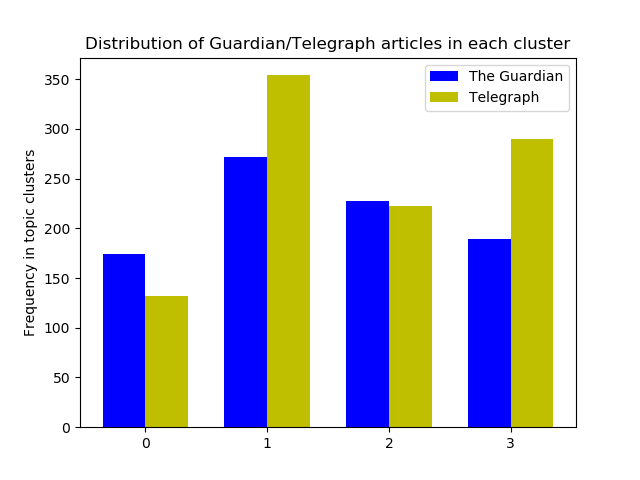 Distribution of Guardian/Telegraph articles in each cluster
The Guardian
Telegraph
Frequency in topic clusters
350
300
250
200
150
100
50
0
0 1 2 3